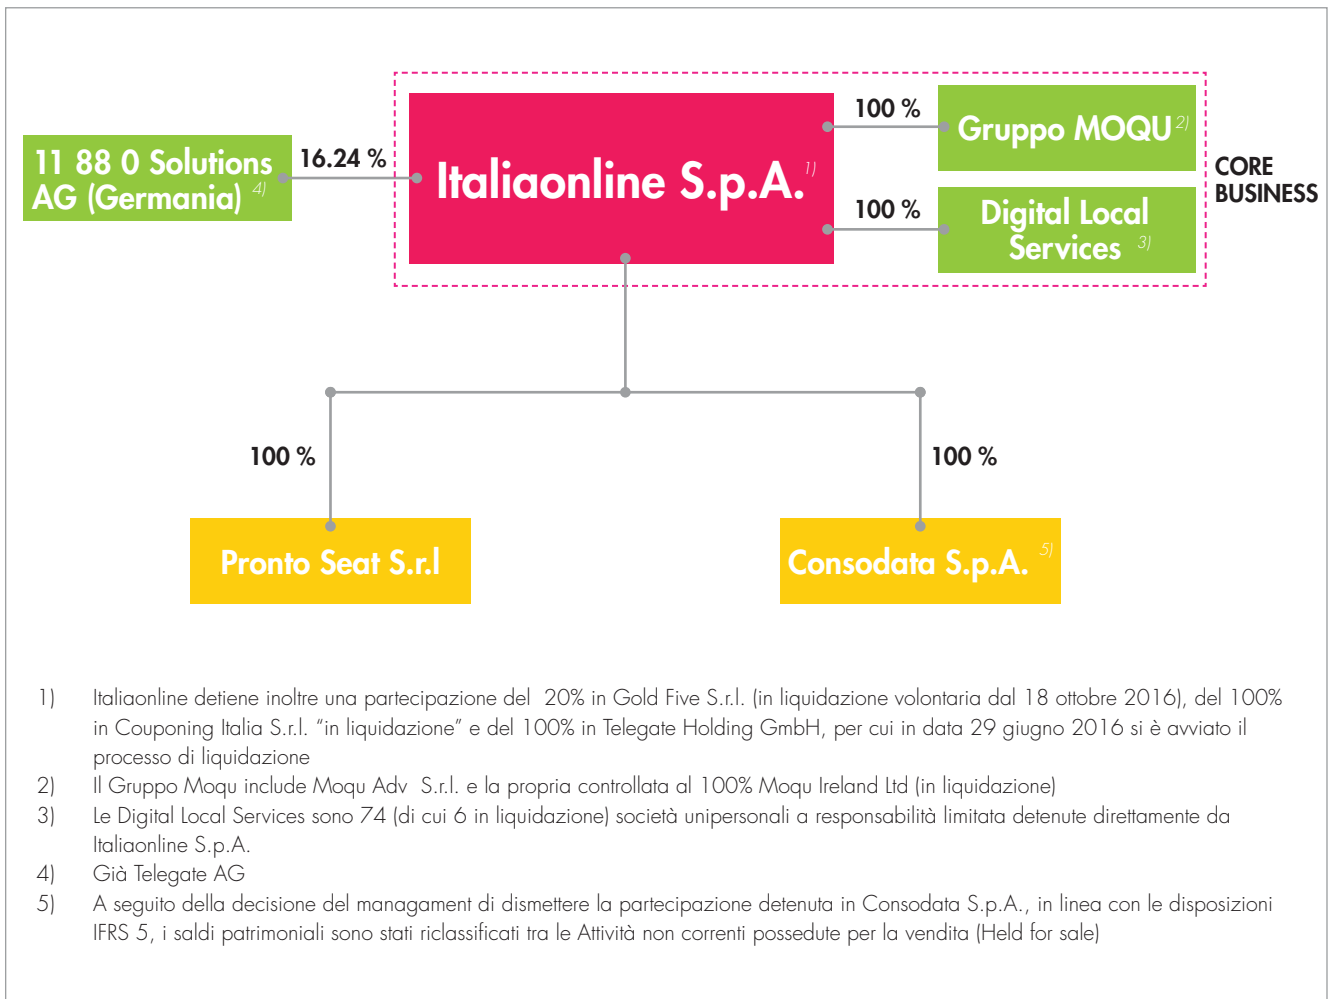 100 %
Gruppo MOQU 2)
11 88 0 Solutions
AG (Germania) 4)
16.24 %
Italiaonline S.p.A. 1)
CORE
BUSINESS
100 %
Digital Local
Services 3)
100 %
100 %
Pronto Seat S.r.l
Consodata S.p.A. 5)
1) Italiaonline detiene inoltre una partecipazione del 20% in Gold Five S.r.l. (in liquidazione volontaria dal 18 ottobre 2016), del 100%
in Couponing Italia S.r.l. “in liquidazione” e del 100% in Telegate Holding GmbH, per cui in data 29 giugno 2016 si è avviato il
processo di liquidazione
2) Il Gruppo Moqu include Moqu Adv S.r.l. e la propria controllata al 100% Moqu Ireland Ltd (in liquidazione)
3) Le Digital Local Services sono 74 (di cui 6 in liquidazione) società unipersonali a responsabilità limitata detenute direttamente da
Italiaonline S.p.A.
4) Già Telegate AG
5) A seguito della decisione del managament di dismettere la partecipazione detenuta in Consodata S.p.A., in linea con le disposizioni
IFRS 5, i saldi patrimoniali sono stati riclassificati tra le Attività non correnti possedute per la vendita (Held for sale)